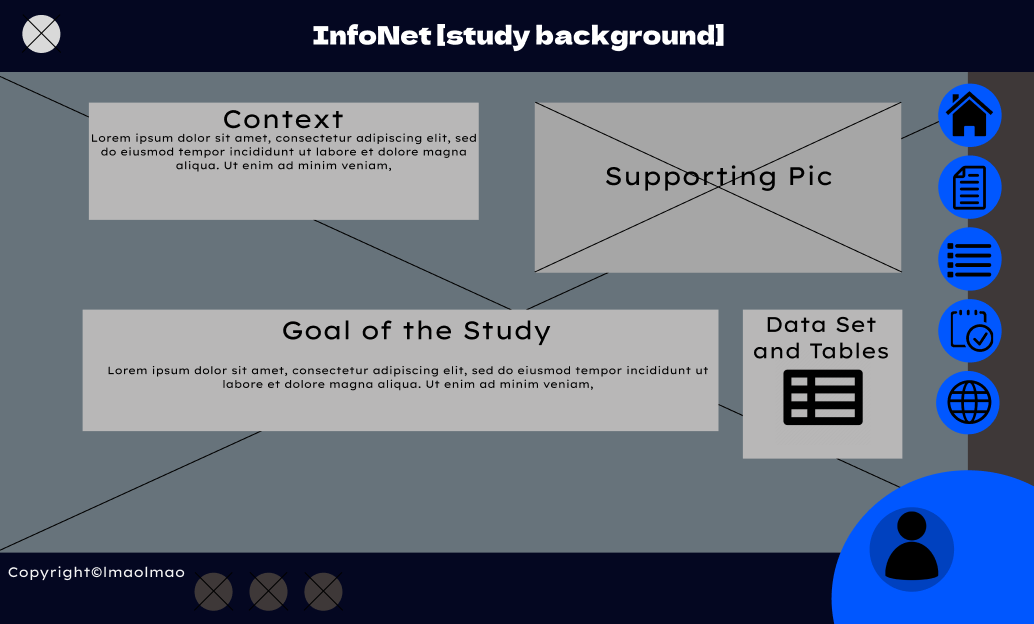 InfoNet [study background]
Context
Lorem ipsum dolor sit amet, consectetur adipiscing elit, sed
do eiusmod tempor incididunt ut labore et dolore magna
aliqua. Ut enim ad minim veniam,
Supporting Pic
Goal of the Study
Lorem ipsum dolor sit amet, consectetur adipiscing elit, sed do eiusmod tempor incididunt ut
labore et dolore magna aliqua. Ut enim ad minim veniam,
Data Set
and Tables
Copyright©lmaolmao